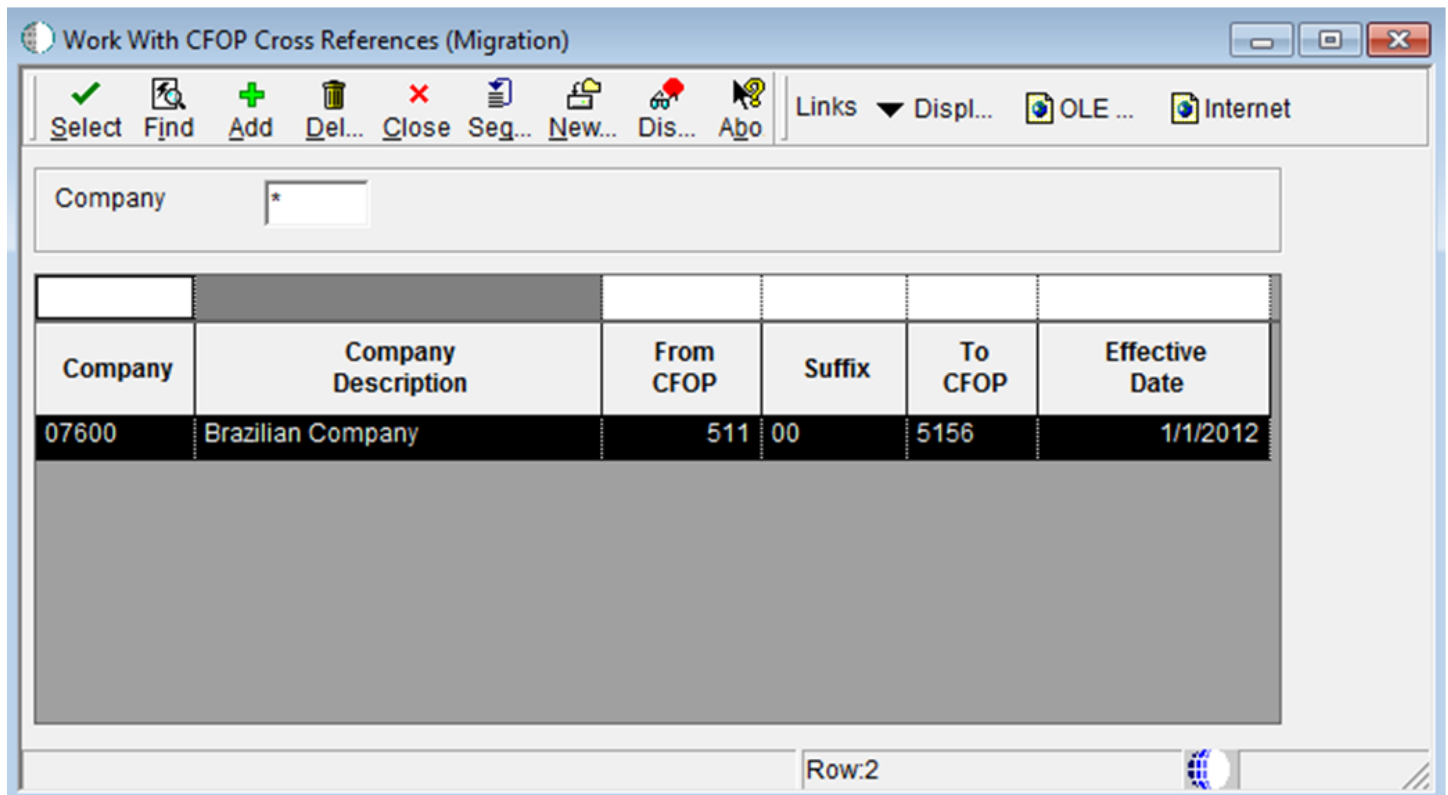 Work With CFOP Cross References (Migration)
Select Find Add Del... Close Seq... New... Dis... Abo Links Displ... OLE ... Internet
Company *
Company Company Description From CFOP Suffix To CFOP Effective Date
07600 Brazilian Company 511 00 5156 1/1/2012
Row:2